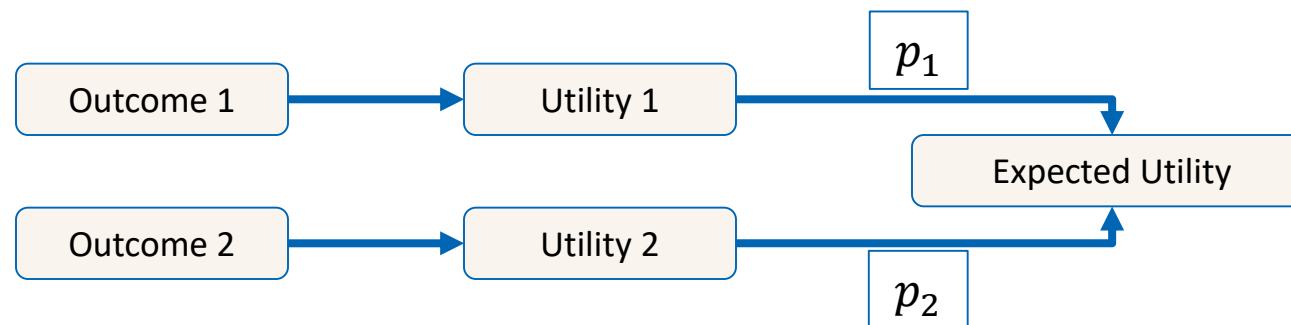 p₁
Outcome 1
Utility 1
Expected Utility
Outcome 2
Utility 2
p₂